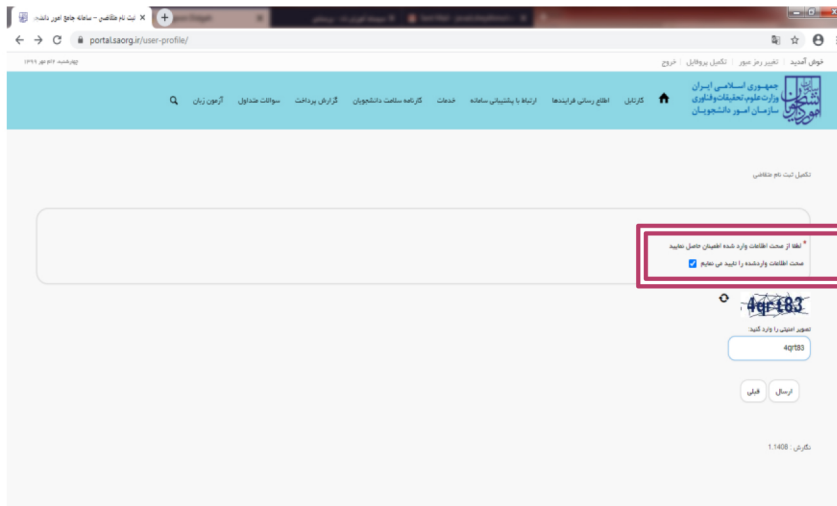 ثبت نام متقاضی – سامانه جامع امور دانشج
portal.saorg.ir/user-profile/
خوش آمدید : تغییر رمز عبور | تکمیل پروفایل | خروج
جمهوری اسلامی ایران
وزارت علوم، تحقیقات و فناوری
سازمان امور دانشجویان
کارتابل اطلاع رسانی فرایندها ارتباط با پشتیبانی سامانه خدمات کارنامه سلامت دانشجویان گزارش پرداخت سوالات متداول آزمون زبان
تکمیل ثبت نام متقاضی
* لطفا از صحت اطلاعات وارد شده اطمینان حاصل نمایید
صحت اطلاعات واردشده را تایید می نمایم
4qrt83
تصویر امنیتی را وارد کنید:
4qrt83
ارسال قبلی
نگارش : 1.1408